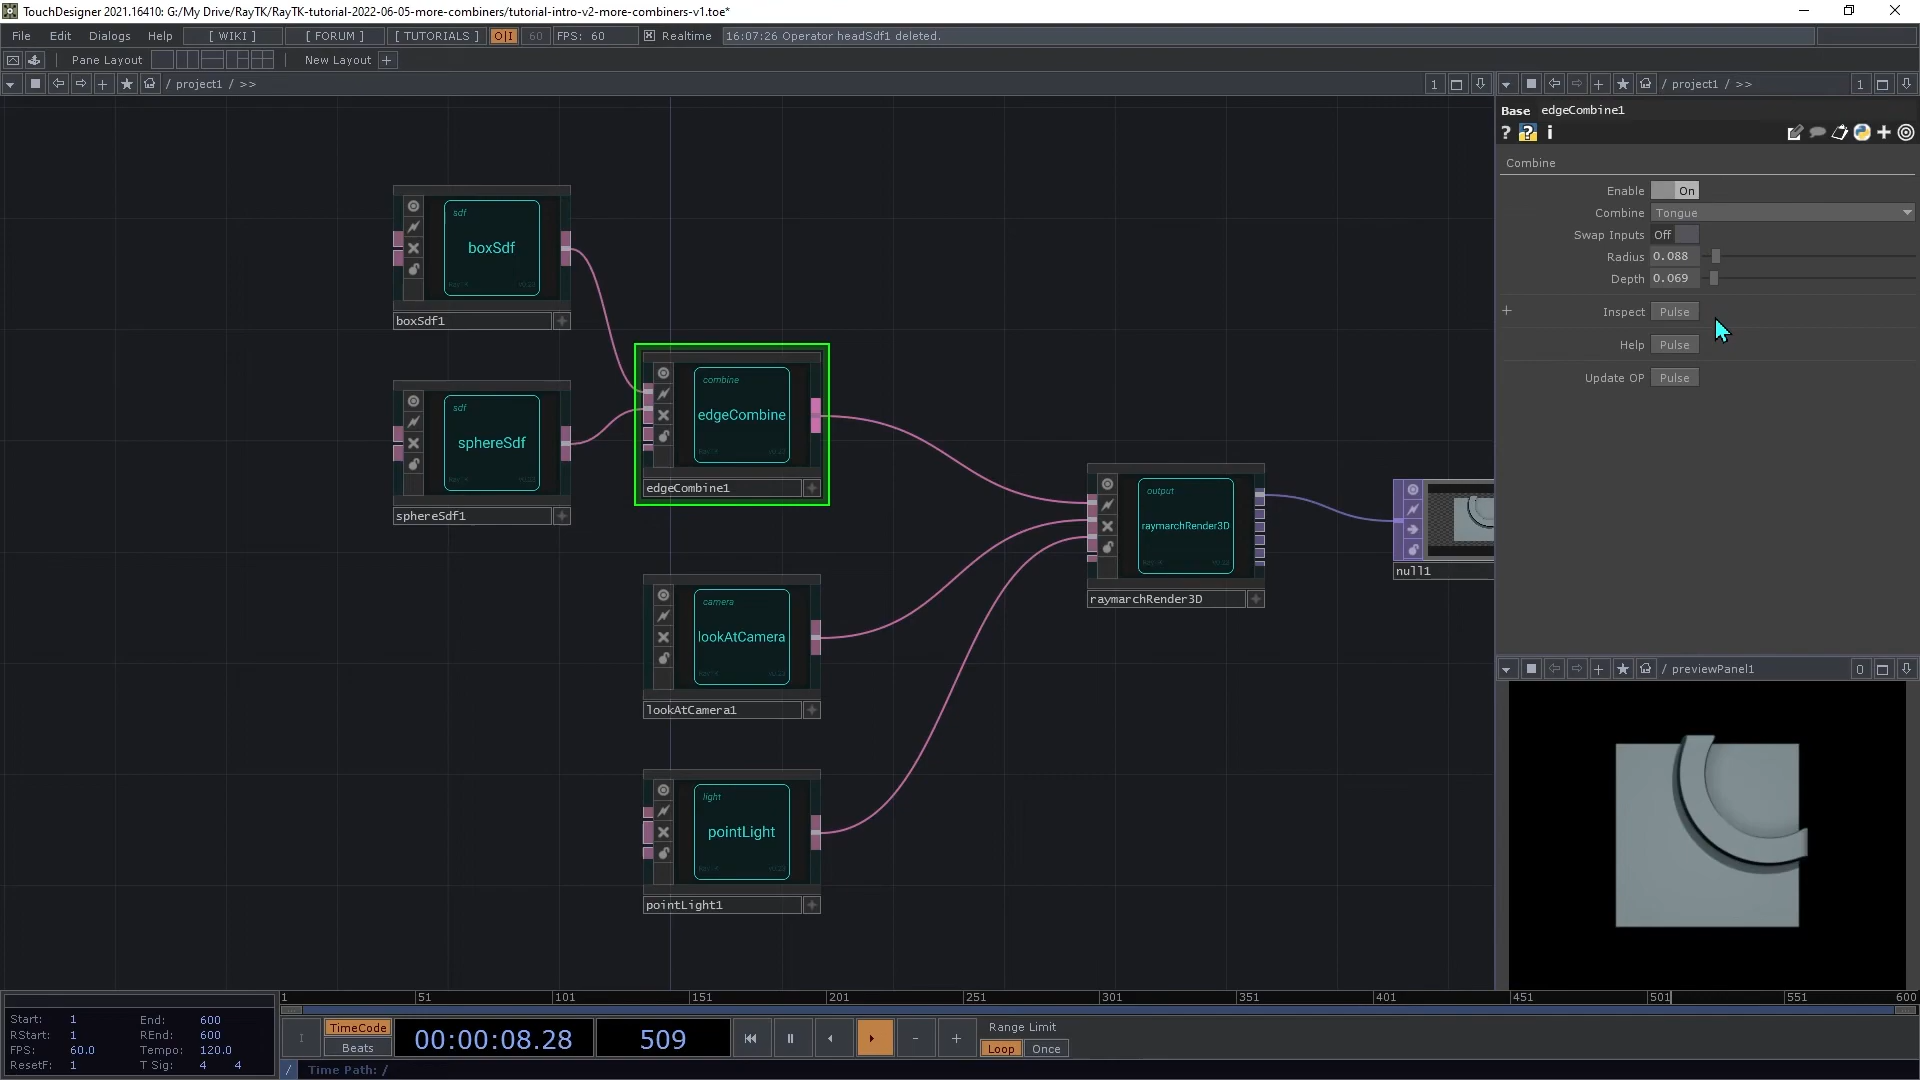 TouchDesigner 2021.16410: G:/My Drive/RayTK/RayTK-tutorial-2022-06-05-more-combiners/tutorial-intro-v2-more-combiners-v1.toe*
File Edit Dialogs Help [ WIKI ] [ FORUM ] [ TUTORIALS ] O|I 60 FPS: 60 Realtime 16:07:26 Operator headSdf1 deleted.
Pane Layout New Layout +
/ project1 / >> 1
/ project1 / >> 1
Base edgeCombine1
? ? i
Combine
Enable On
Combine Tongue
Swap Inputs Off
Radius 0.088
Depth 0.069
+ Inspect Pulse
Help Pulse
Update OP Pulse
sdf
boxSdf
boxSdf1
sdf
sphereSdf
sphereSdf1
combine
edgeCombine
edgeCombine1
camera
lookAtCamera
lookAtCamera1
light
pointLight
pointLight1
output
raymarchRender3D
raymarchRender3D
null1
/ previewPanel1 0
1 51 101 151 201 251 301 351 401 451 501 551 600
Start: 1 End: 600
RStart: 1 REnd: 600
FPS: 60.0 Tempo: 120.0
ResetF: 1 T Sig: 4 4
I TimeCode
Beats
00:00:08.28 509
- +
Range Limit
Loop Once
/ Time Path: /